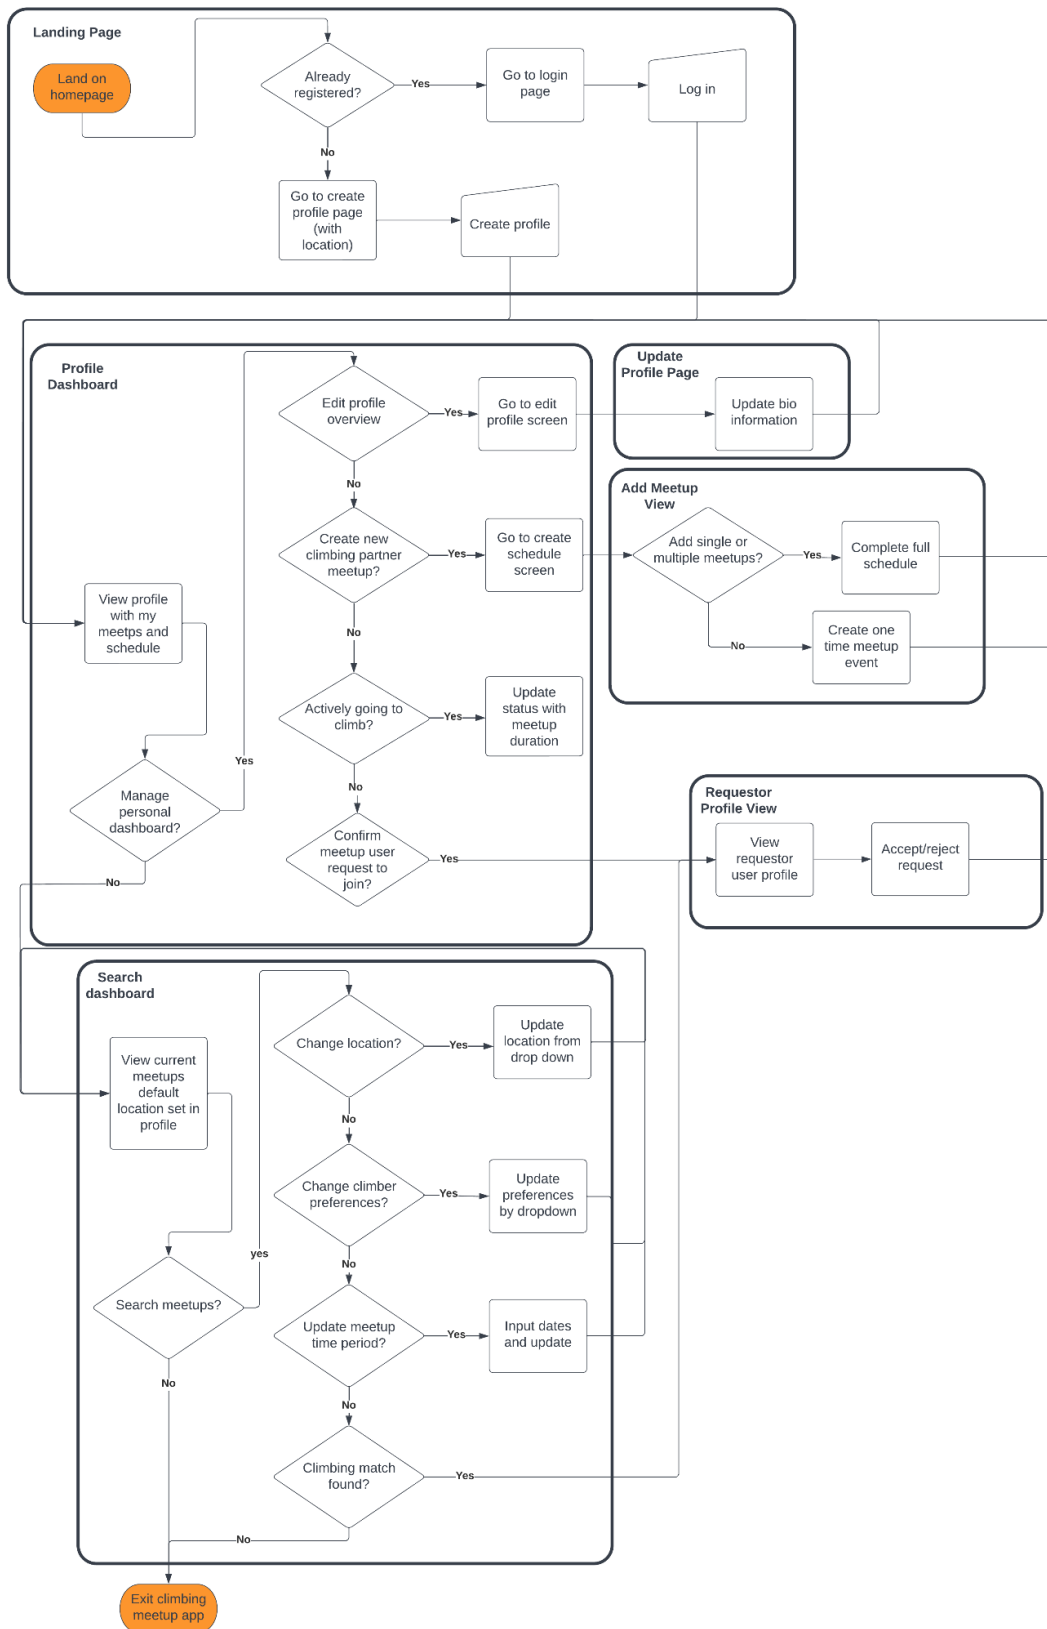 Landing Page
Land on
homepage
Already
registered?
Yes
Go to login
page
Log in
No
Go to create
profile page
(with
location)
Create profile
Profile
Dashboard
Edit profile
overview
Yes
Go to edit
profile screen
Update
Profile Page
Update bio
information
No
Create new
climbing partner
meetup?
Yes
Go to create
schedule
screen
Add Meetup
View
Add single or
multiple meetups?
Yes
Complete full
schedule
No
Create one
time meetup
event
View profile
with my
meetps and
schedule
No
Actively going to
climb?
Yes
Update
status with
meetup
duration
Yes
Manage
personal
dashboard?
No
No
Confirm
meetup user
request to
join?
Yes
Requestor
Profile View
View
requestor
user profile
Accept/reject
request
Search
dashboard
Change location?
Yes
Update
location from
drop down
View current
meetups
default
location set in
profile
No
Change climber
preferences?
Yes
Update
preferences
by dropdown
yes
No
Search meetups?
Update meetup
time period?
Yes
Input dates
and update
No
No
Climbing match
found?
Yes
No
Exit climbing
meetup app